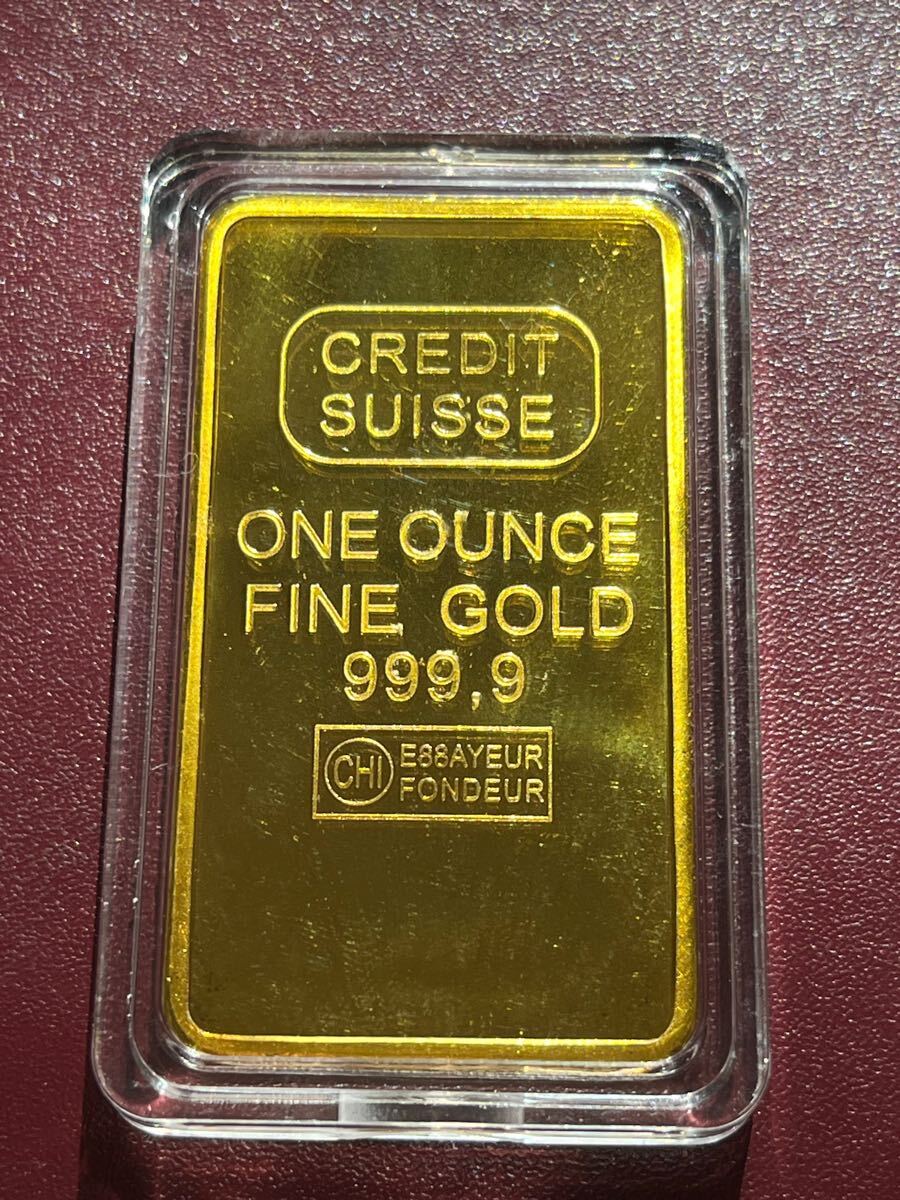 CREDIT
SUISSE
ONE OUNCE
FINE GOLD
999,9
CHI
E88AYEUR
FONDEUR